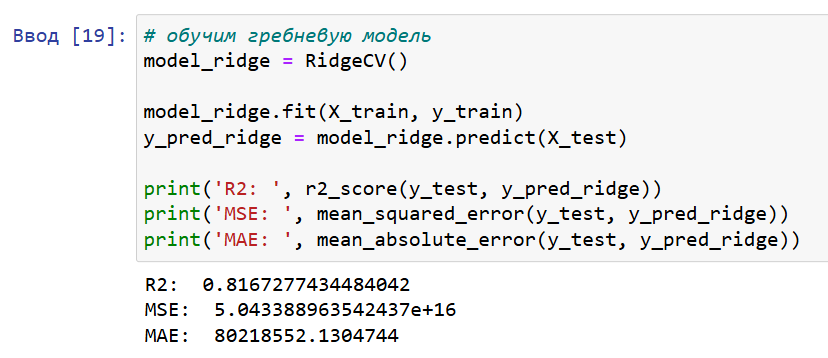 Ввод [19]: # обучим гребневую модель
model_ridge = RidgeCV()
model_ridge.fit(X_train, y_train)
y_pred_ridge = model_ridge.predict(X_test)
print('R2: ', r2_score(y_test, y_pred_ridge))
print('MSE: ', mean_squared_error(y_test, y_pred_ridge))
print('MAE: ', mean_absolute_error(y_test, y_pred_ridge))
R2:  0.8167277434484042
MSE:  5.043388963542437e+16
MAE:  80218552.1304744